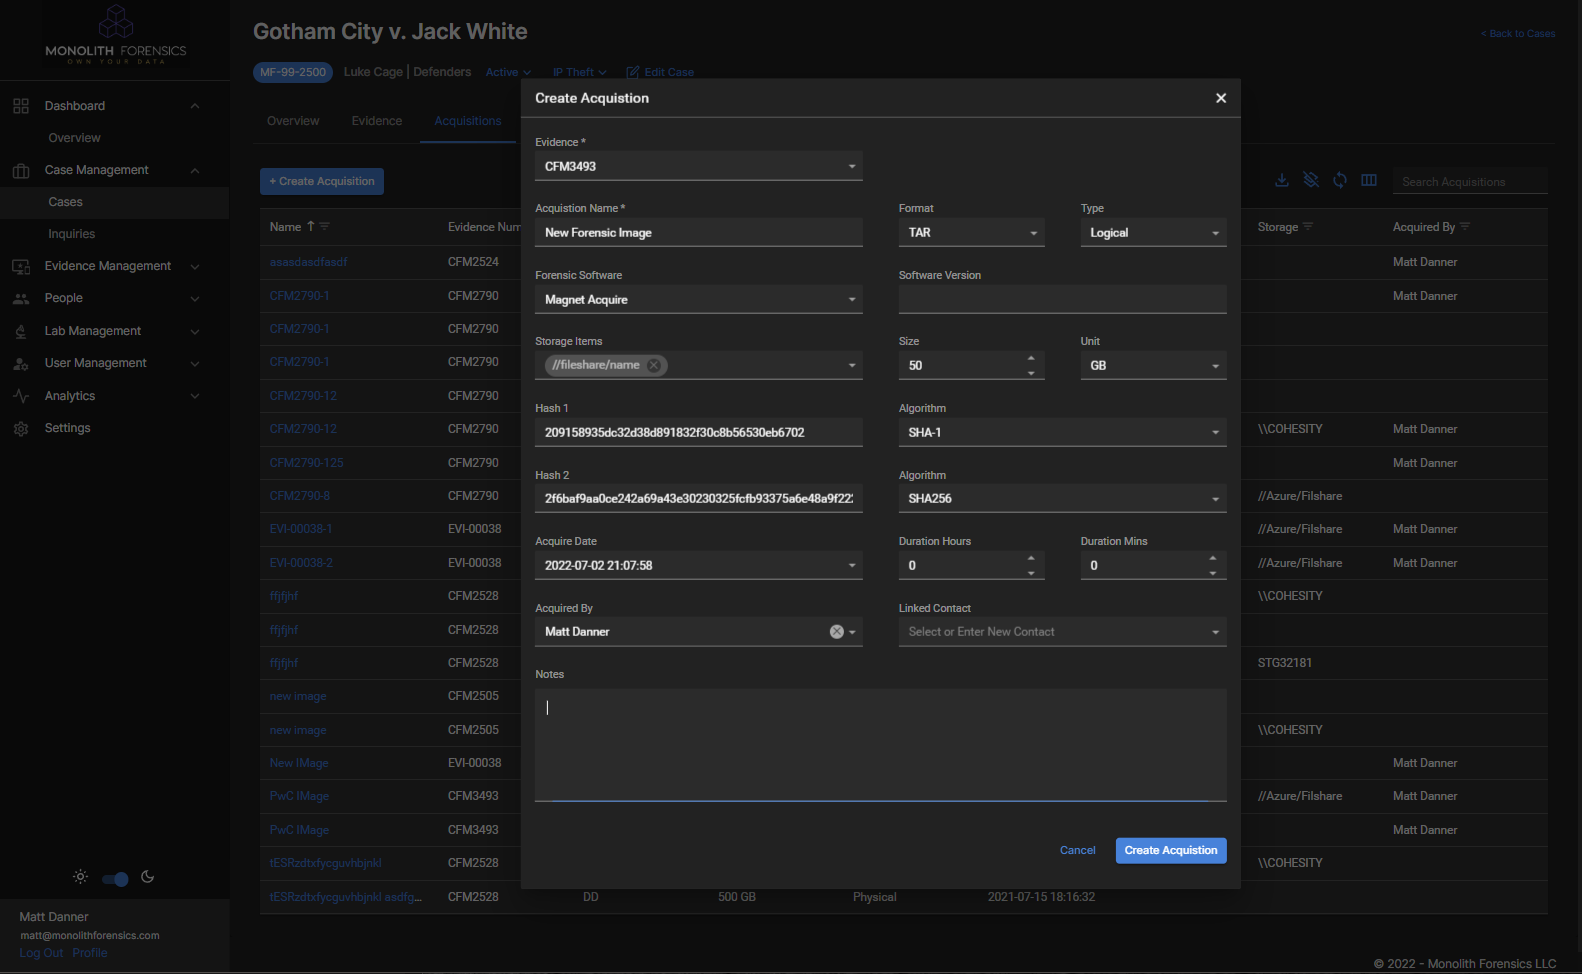 MONOLITH FORENSICS
OWN YOUR DATA
Dashboard
Overview
Case Management
Cases
Inquiries
Evidence Management
People
Lab Management
User Management
Analytics
Settings
Matt Danner
matt@monolithforensics.com
Log Out Profile
Gotham City v. Jack White
< Back to Cases
MF-99-2500 Luke Cage | Defenders Active IP Theft Edit Case
Overview Evidence Acquisitions
+ Create Acquisition
Search Acquisitions
Name Evidence Num Storage Acquired By
asasdasdfasdf CFM2524 Matt Danner
CFM2790-1 CFM2790 Matt Danner
CFM2790-1 CFM2790
CFM2790-1 CFM2790
CFM2790-12 CFM2790
CFM2790-12 CFM2790 \\COHESITY Matt Danner
CFM2790-125 CFM2790 Matt Danner
CFM2790-8 CFM2790 //Azure/Filshare
EVI-00038-1 EVI-00038 //Azure/Filshare Matt Danner
EVI-00038-2 EVI-00038 //Azure/Filshare Matt Danner
ffjfjhf CFM2528 \\COHESITY
ffjfjhf CFM2528
ffjfjhf CFM2528 STG32181
new image CFM2505
new image CFM2505 \\COHESITY
New IMage EVI-00038 Matt Danner
PwC IMage CFM3493 //Azure/Filshare Matt Danner
PwC IMage CFM3493 Matt Danner
tESRzdtxfycguvhbjnkl CFM2528 \\COHESITY
tESRzdtxfycguvhbjnkl asdfg... CFM2528 DD 500 GB Physical 2021-07-15 18:16:32
Create Acquistion
Evidence *
CFM3493
Acquistion Name * Format Type
New Forensic Image TAR Logical
Forensic Software Software Version
Magnet Acquire
Storage Items Size Unit
//fileshare/name 50 GB
Hash 1 Algorithm
209158935dc32d38d891832f30c8b56530eb6702 SHA-1
Hash 2 Algorithm
2f6baf9aa0ce242a69a43e30230325fcfb93375a6e48a9f222 SHA256
Acquire Date Duration Hours Duration Mins
2022-07-02 21:07:58 0 0
Acquired By Linked Contact
Matt Danner Select or Enter New Contact
Notes
Cancel Create Acquistion
© 2022 - Monolith Forensics LLC